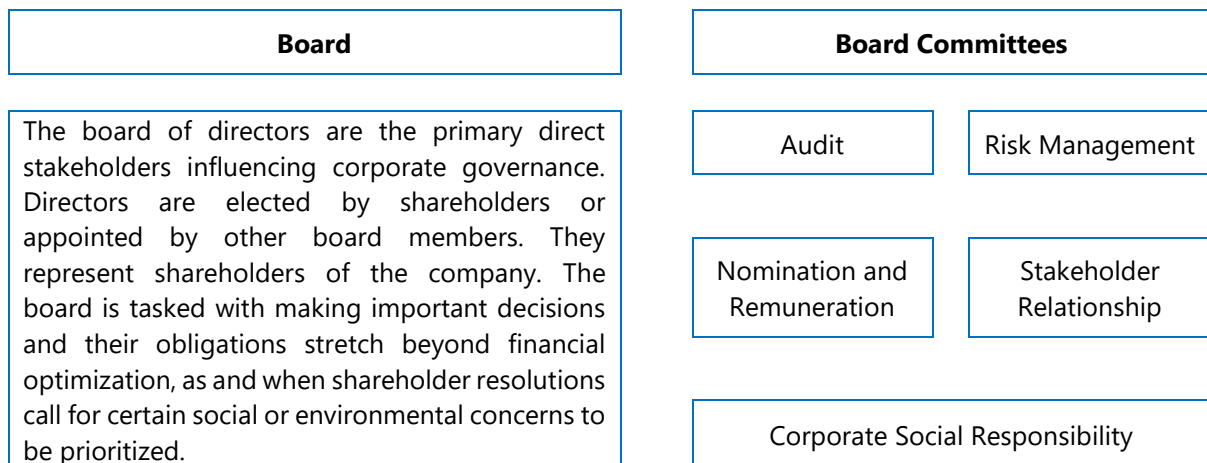 Board
The board of directors are the primary direct
stakeholders influencing corporate governance.
Directors are elected by shareholders or
appointed by other board members. They
represent shareholders of the company. The
board is tasked with making important decisions
and their obligations stretch beyond financial
optimization, as and when shareholder resolutions
call for certain social or environmental concerns to
be prioritized.
Board Committees
Audit
Risk Management
Nomination and
Remuneration
Stakeholder
Relationship
Corporate Social Responsibility